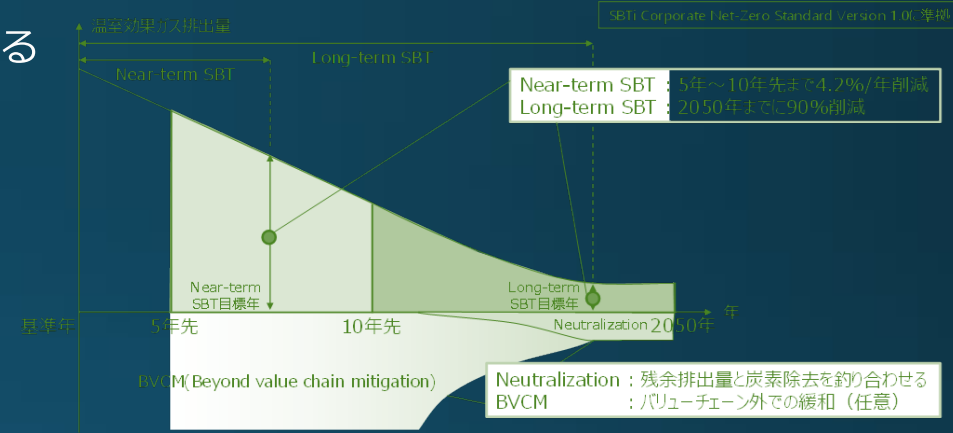 SBTi Corporate Net-Zero Standard Version 1.0に準拠
温室効果ガス排出量
る
Long-term SBT
Near-term SBT
Near-term SBT：5年～10年先まで4.2%/年削減
Long-term SBT：2050年までに90%削減
Near-term
SBT目標年
Long-term
SBT目標年
基準年
5年先
10年先
Neutralization
2050年
年
BVCM(Beyond value chain mitigation)
Neutralization：残余排出量と炭素除去を釣り合わせる
BVCM：バリューチェーン外での緩和（任意）